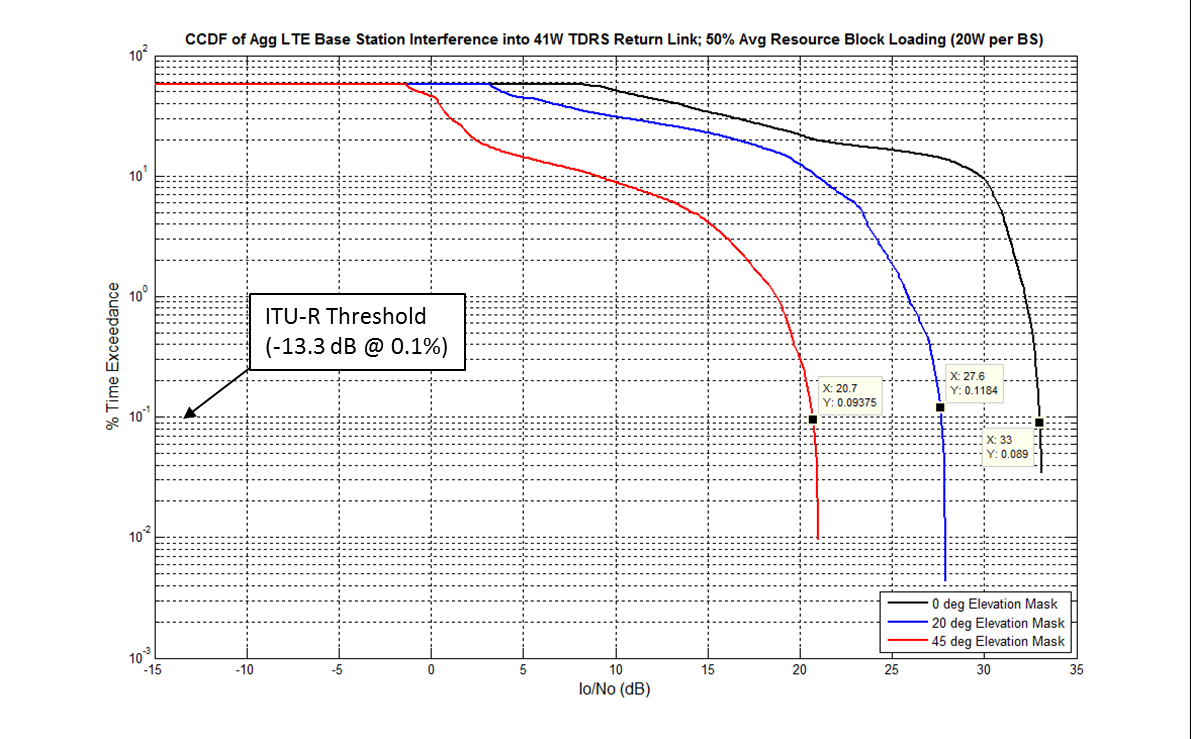 CCDF of Agg LTE Base Station Interference into 41W TDRS Return Link; 50% Avg Resource Block Loading (20W per BS)
10^2
10^1
10^0
10^-1
10^-2
10^-3
% Time Exceedance
ITU-R Threshold
(-13.3 dB @ 0.1%)
X: 20.7
Y: 0.09375
X: 27.6
Y: 0.1184
X: 33
Y: 0.089
0 deg Elevation Mask
20 deg Elevation Mask
45 deg Elevation Mask
-15 -10 -5 0 5 10 15 20 25 30 35
Io/No (dB)